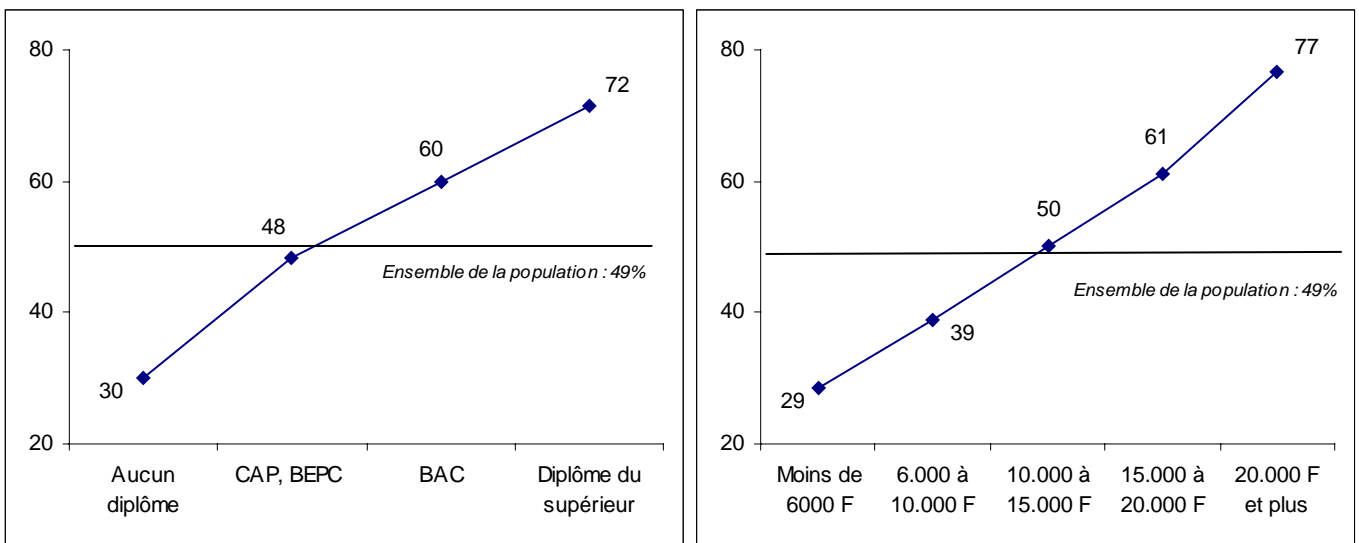 80
60
40
20
30
48
60
72
Ensemble de la population : 49%
Aucun
diplôme
CAP, BEPC
BAC
Diplôme du
supérieur
80
60
40
20
29
39
50
61
77
Ensemble de la population : 49%
Moins de
6000 F
6.000 à
10.000 F
10.000 à
15.000 F
15.000 à
20.000 F
20.000 F
et plus